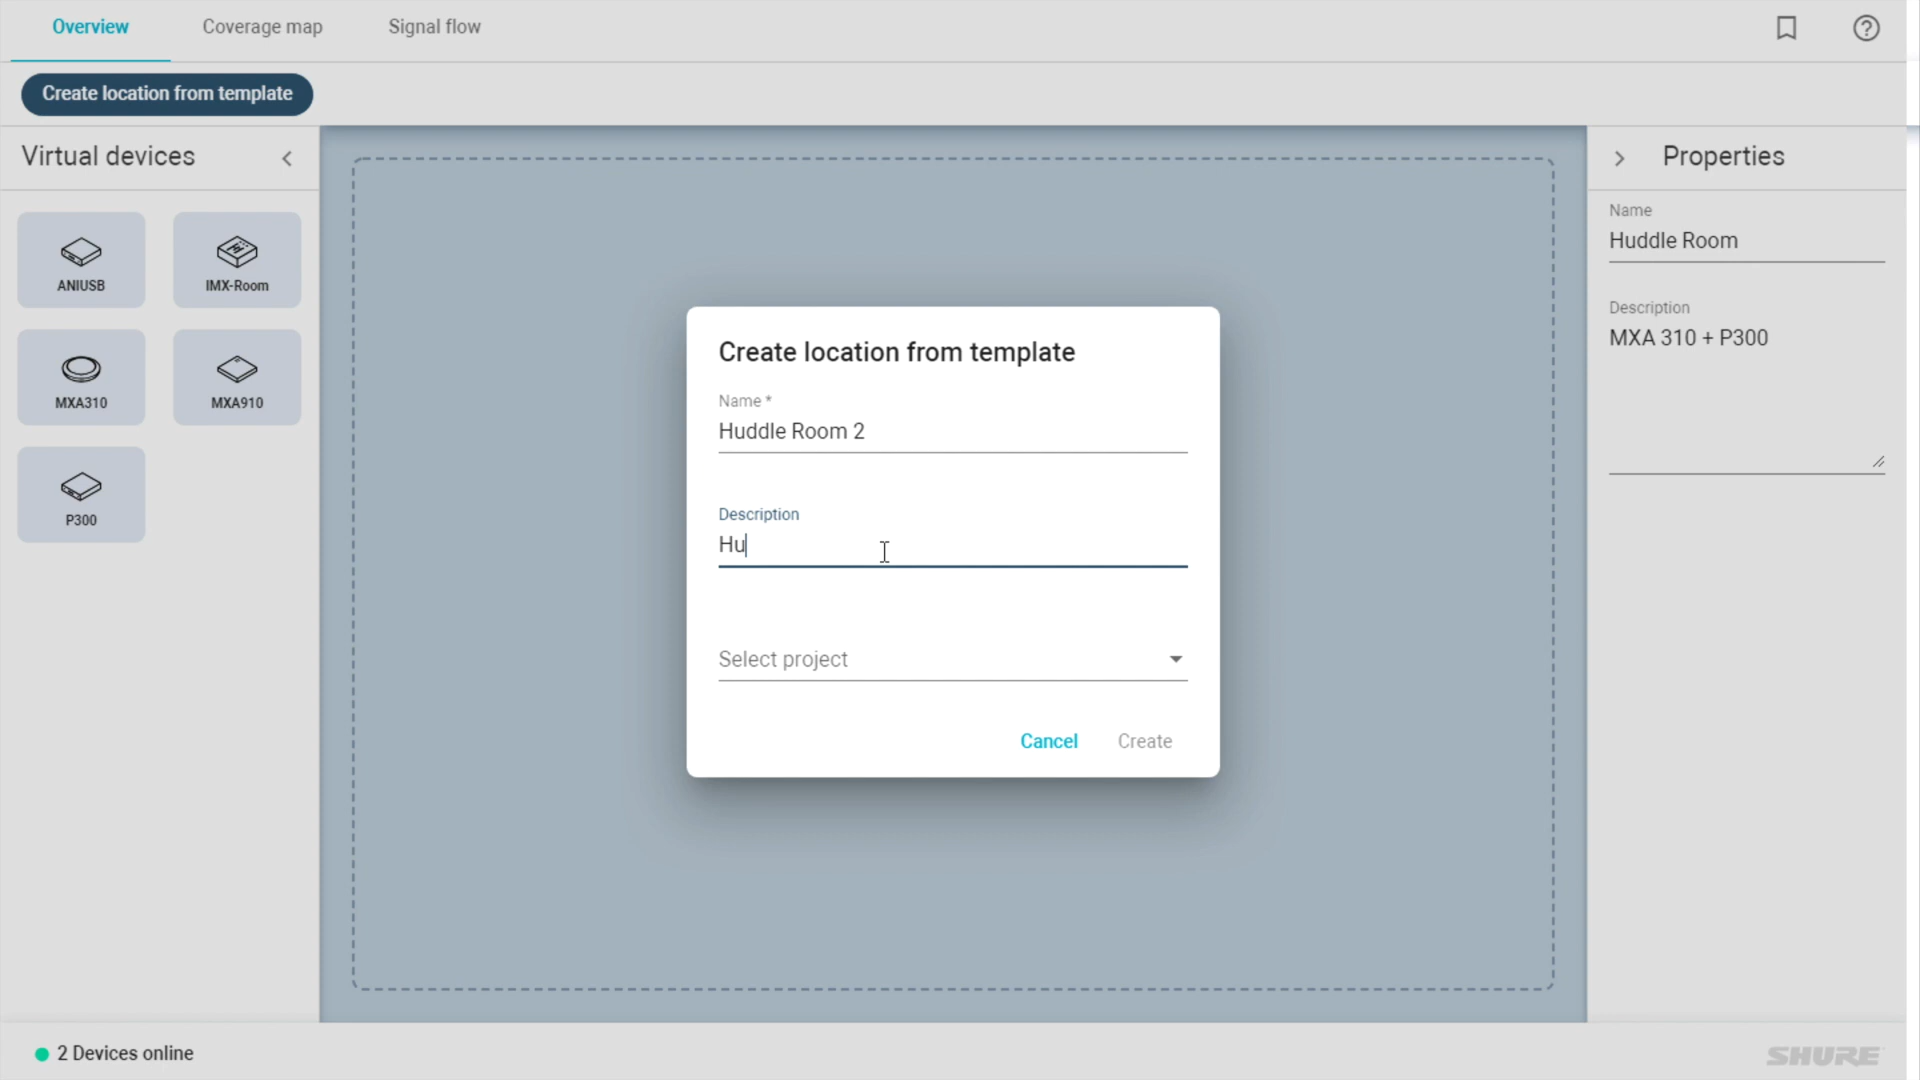 Overview
Coverage map
Signal flow
Create location from template
Virtual devices
ANIUSB
IMX-Room
MXA310
MXA910
P300
Create location from template
Name *
Huddle Room 2
Description
Hu
Select project
Cancel
Create
Properties
Name
Huddle Room
Description
MXA 310 + P300
2 Devices online
SHURE